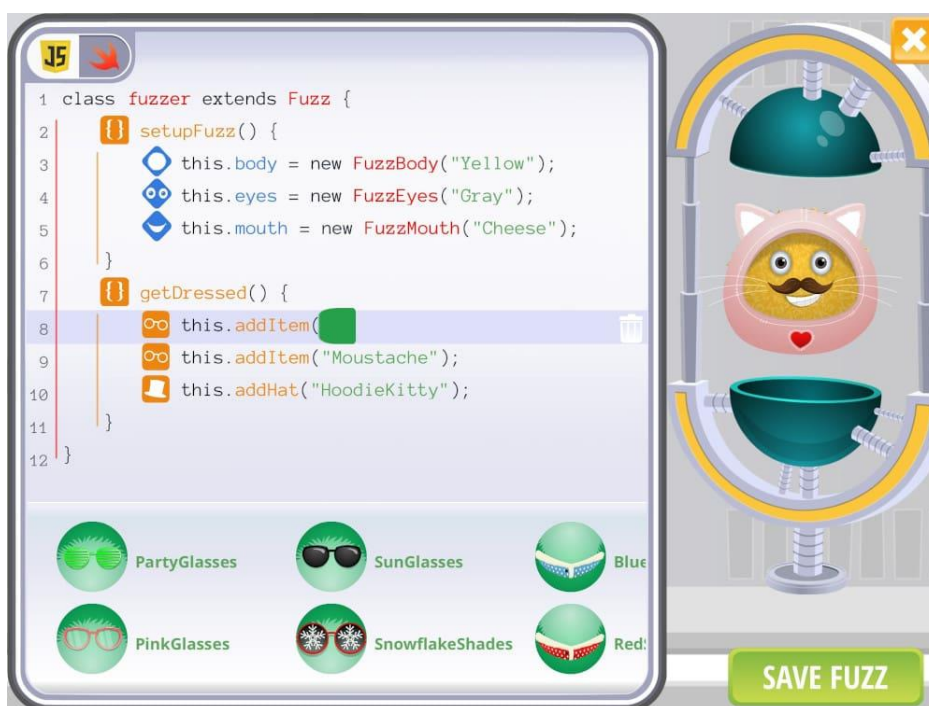 JS
1 class fuzzer extends Fuzz {
2 {} setupFuzz() {
3 this.body = new FuzzBody("Yellow");
4 this.eyes = new FuzzEyes("Gray");
5 this.mouth = new FuzzMouth("Cheese");
6 }
7 {} getDressed() {
8 this.addItem(
9 this.addItem("Moustache");
10 this.addHat("HoodieKitty");
11 }
12 }
PartyGlasses
SunGlasses
Blue
PinkGlasses
SnowflakeShades
RedS
SAVE FUZZ